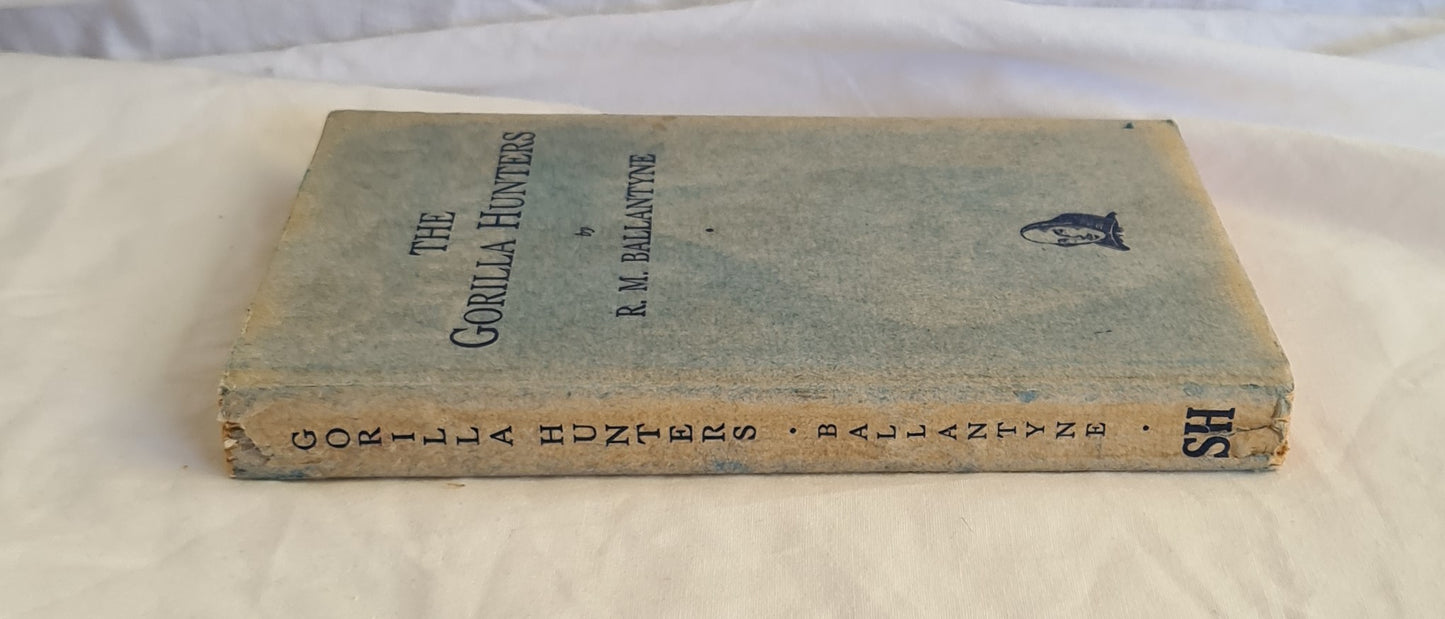 THE
GORILLA HUNTERS
by
R. M. BALLANTYNE
GORILLA HUNTERS · BALLANTYNE ·
SH